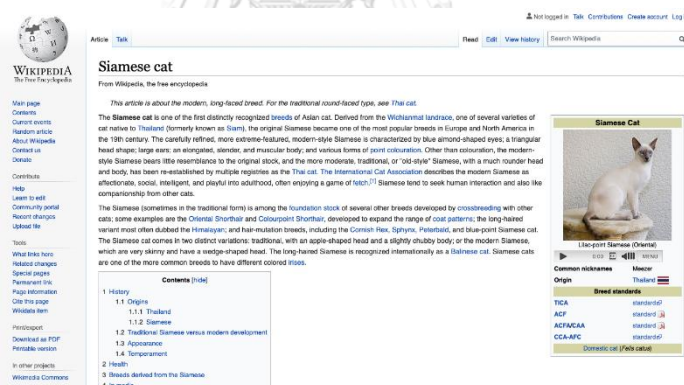 Not logged in Talk Contributions Create account Log
Article Talk
Read Edit View history
Search Wikipedia
WIKIPEDIA
The Free Encyclopedia
Main page
Contents
Current events
Random article
About Wikipedia
Contact us
Donate
Contribute
Help
Learn to edit
Community portal
Recent changes
Upload file
Tools
What links here
Related changes
Special pages
Permanent link
Page information
Cite this page
Wikidata item
Print/export
Download as PDF
Printable version
In other projects
Wikimedia Commons
Siamese cat
From Wikipedia, the free encyclopedia
This article is about the modern, long-faced breed. For the traditional round-faced type, see Thai cat.
The Siamese cat is one of the first distinctly recognized breeds of Asian cat. Derived from the Wichianmat landrace, one of several varieties of
cat native to Thailand (formerly known as Siam), the original Siamese became one of the most popular breeds in Europe and North America in
the 19th century. The carefully refined, more extreme-featured, modern-style Siamese is characterized by blue almond-shaped eyes; a triangular
head shape; large ears; an elongated, slender, and muscular body; and various forms of point colouration. Other than colouration, the modern-
style Siamese bears little resemblance to the original stock, and the more moderate, traditional, or "old-style" Siamese, with a much rounder head
and body, has been re-established by multiple registries as the Thai cat. The International Cat Association describes the modern Siamese as
affectionate, social, intelligent, and playful into adulthood, often enjoying a game of fetch.[1] Siamese tend to seek human interaction and also like
companionship from other cats.
The Siamese (sometimes in the traditional form) is among the foundation stock of several other breeds developed by crossbreeding with other
cats; some examples are the Oriental Shorthair and Colourpoint Shorthair, developed to expand the range of coat patterns; the long-haired
variant most often dubbed the Himalayan; and hair-mutation breeds, including the Cornish Rex, Sphynx, Peterbald, and blue-point Siamese cat.
The Siamese cat comes in two distinct variations: traditional, with an apple-shaped head and a slightly chubby body; or the modern Siamese,
which are very skinny and have a wedge-shaped head. The long-haired Siamese is recognized internationally as a Balinese cat. Siamese cats
are one of the more common breeds to have different colored irises.
Contents [hide]
1 History
1.1 Origins
1.1.1 Thailand
1.1.2 Siamese
1.2 Traditional Siamese versus modern development
1.3 Appearance
1.4 Temperament
2 Health
3 Breeds derived from the Siamese
Siamese Cat
Lilac-point Siamese (Oriental)
0:00 MENU
Common nicknames Meezer
Origin Thailand
Breed standards
TICA standard
ACF standard
ACFA/CAA standard
CCA-AFC standard
Domestic cat (Felis catus)